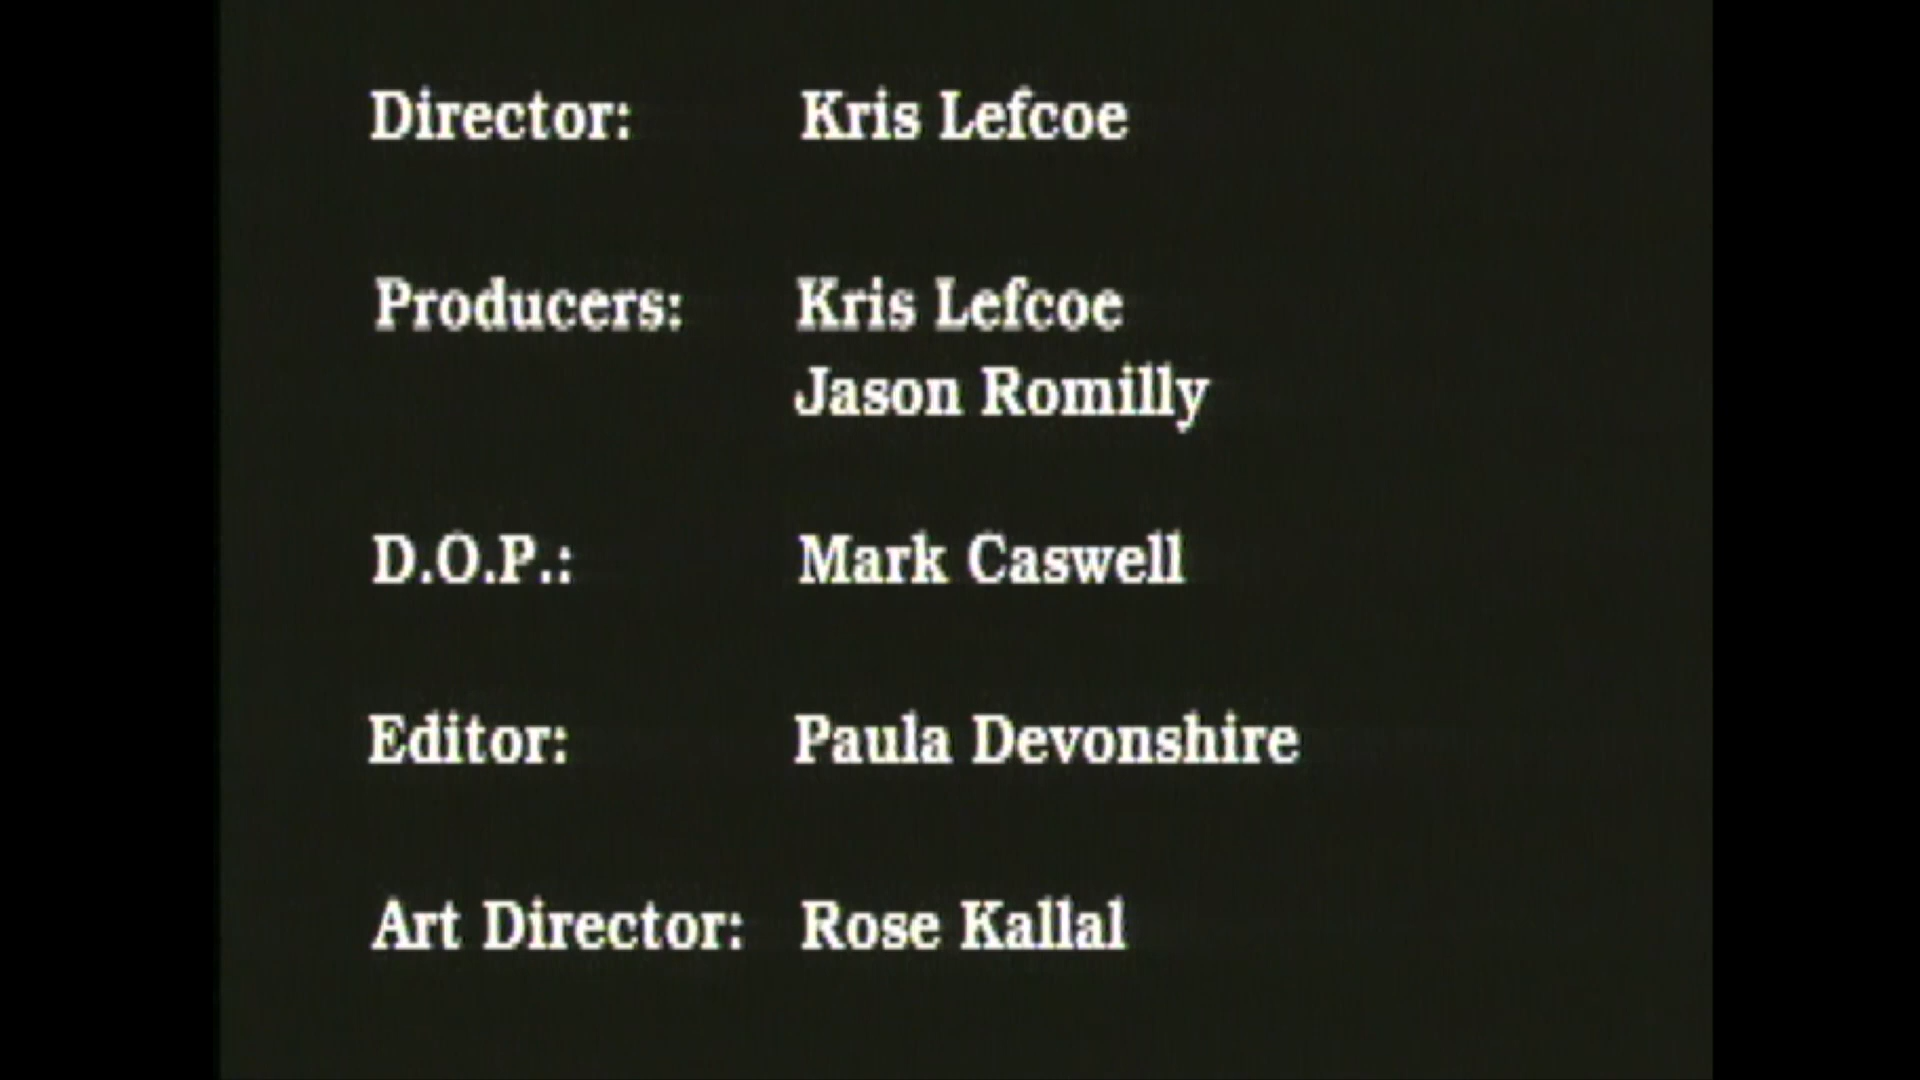 Director: Kris Lefcoe
Producers: Kris Lefcoe
Jason Romilly
D.O.P.: Mark Caswell
Editor: Paula Devonshire
Art Director: Rose Kallal